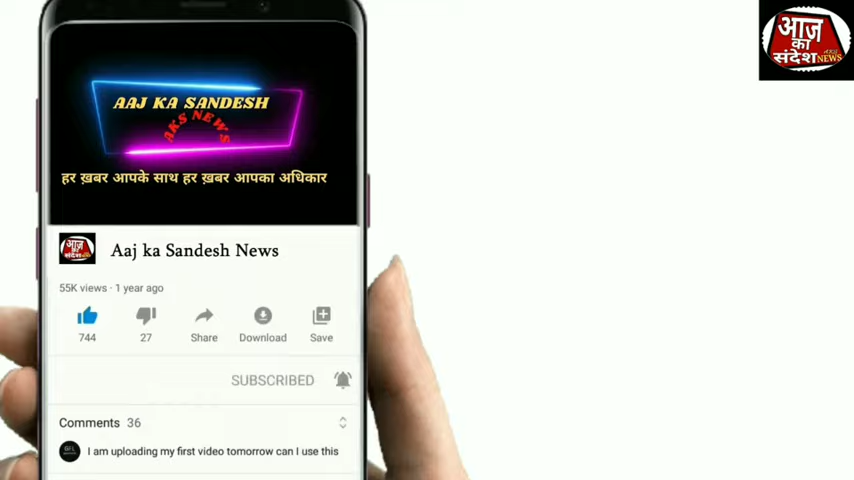 आज़
का
संदेश NEWS
AAJ KA SANDESH
AKS NEWS
हर ख़बर आपके साथ हर ख़बर आपका अधिकार
आज़
का
संदेश
Aaj ka Sandesh News
55K views · 1 year ago
744
27
Share
Download
Save
SUBSCRIBED
Comments 36
I am uploading my first video tomorrow can I use this